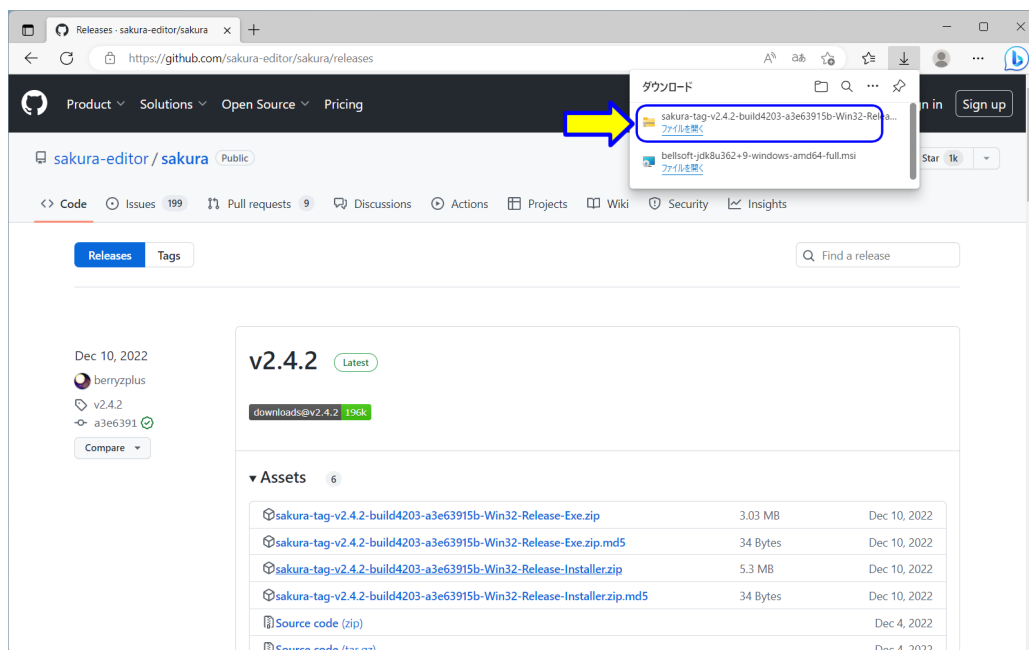 Releases · sakura-editor/sakura
https://github.com/sakura-editor/sakura/releases
ダウンロード
Product Solutions Open Source Pricing
Sign up
sakura-tag-v2.4.2-build4203-a3e63915b-Win32-Relea...
ファイルを開く
bellsoft-jdk8u362+9-windows-amd64-full.msi
ファイルを開く
sakura-editor / sakura Public
Star 1k
Code Issues 199 Pull requests 9 Discussions Actions Projects Wiki Security Insights
Releases Tags
Find a release
Dec 10, 2022
berryzplus
v2.4.2
a3e6391
Compare
v2.4.2 Latest
downloads@v2.4.2 196k
Assets 6
sakura-tag-v2.4.2-build4203-a3e63915b-Win32-Release-Exe.zip 3.03 MB Dec 10, 2022
sakura-tag-v2.4.2-build4203-a3e63915b-Win32-Release-Exe.zip.md5 34 Bytes Dec 10, 2022
sakura-tag-v2.4.2-build4203-a3e63915b-Win32-Release-Installer.zip 5.3 MB Dec 10, 2022
sakura-tag-v2.4.2-build4203-a3e63915b-Win32-Release-Installer.zip.md5 34 Bytes Dec 10, 2022
Source code (zip) Dec 4, 2022
Source code (tar.gz) Dec 4, 2022